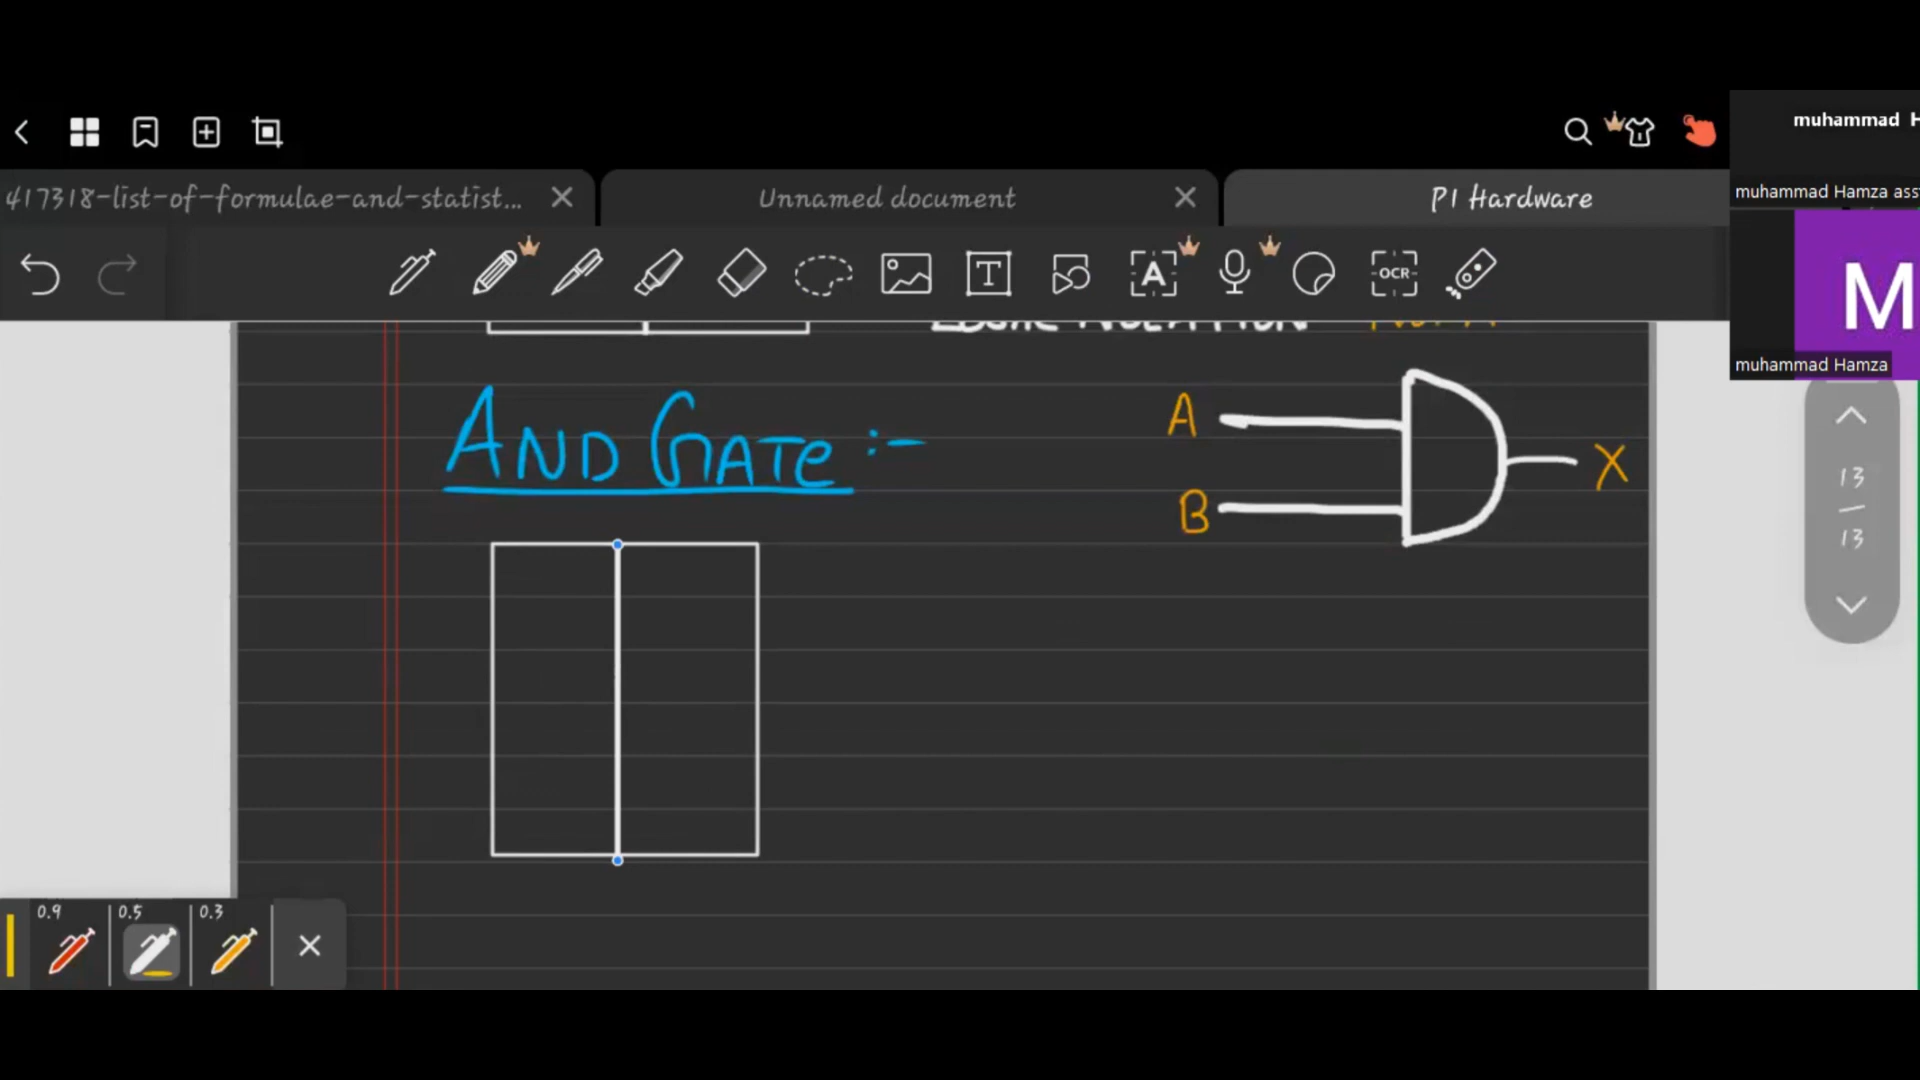 muhammad H
417318-list-of-formulae-and-statist...
Unnamed document
P1 Hardware
muhammad Hamza ass
T
A
OCR
M
muhammad Hamza
AND GATE :-
A
B
X
13
13
0.9
0.5
0.3